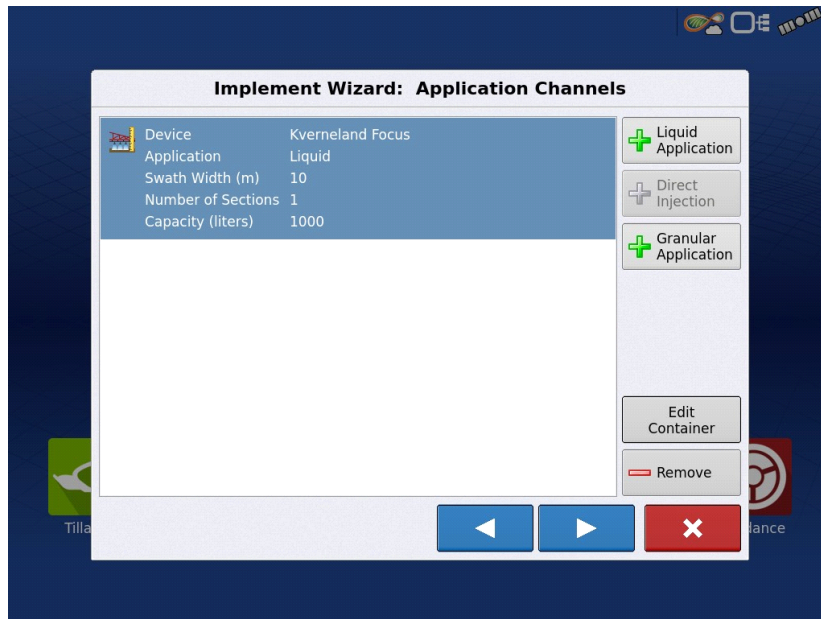 Implement Wizard: Application Channels
Device Kverneland Focus
Application Liquid
Swath Width (m) 10
Number of Sections 1
Capacity (liters) 1000
Liquid
Application
Direct
Injection
Granular
Application
Edit
Container
Remove
Tilla
dance